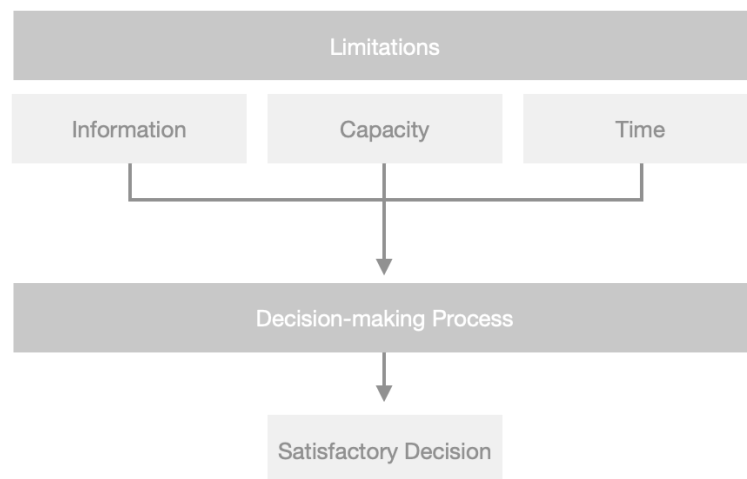 Limitations
Information
Capacity
Time
Decision-making Process
Satisfactory Decision